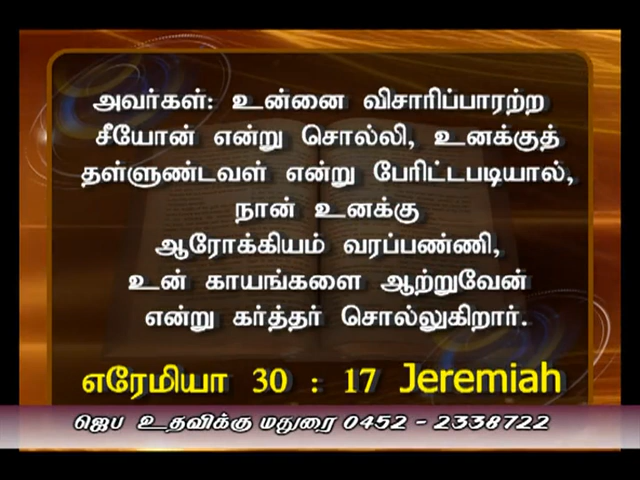 அவர்கள்: உன்னை விசாரிப்பாரற்ற
சீயோன் என்று சொல்லி, உனக்குத்
தள்ளுண்டவள் என்று பேரிட்டபடியால்,
நான் உனக்கு
ஆரோக்கியம் வரப்பண்ணி,
உன் காயங்களை ஆற்றுவேன்
என்று கர்த்தர் சொல்லுகிறார்.
எரேமியா 30 : 17 Jeremiah
ஜெப உதவிக்கு மதுரை 0452 - 2338722